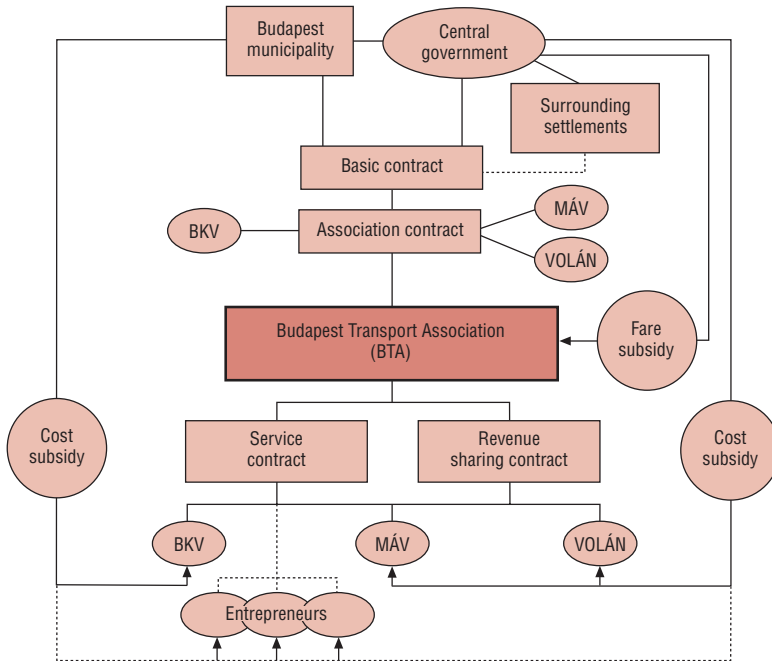 Budapest
municipality
Central
government
Surrounding
settlements
Basic contract
BKV
Association contract
MÁV
VOLÁN
Budapest Transport Association
(BTA)
Fare
subsidy
Cost
subsidy
Service
contract
Revenue
sharing contract
Cost
subsidy
BKV
MÁV
VOLÁN
Entrepreneurs